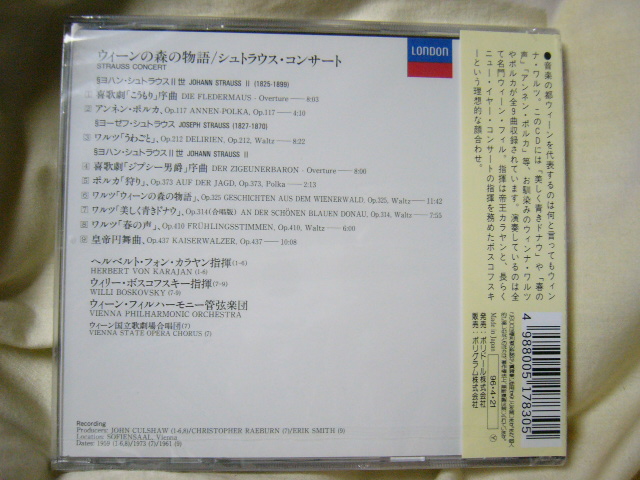 ウィーンの森の物語/シュトラウス・コンサート
STRAUSS CONCERT
LONDON
§ヨハン・シュトラウスⅡ世 JOHANN STRAUSS Ⅱ (1825-1899)
① 喜歌劇「こうもり」序曲 DIE FLEDERMAUS - Overture —— 8:03
② アンネン・ポルカ, Op.117 ANNEN-POLKA, Op.117 —— 4:10
§ヨーゼフ・シュトラウス JOSEPH STRAUSS (1827-1870)
③ ワルツ「うわごと」, Op.212 DELIRIEN, Op.212, Waltz —— 8:22
§ヨハン・シュトラウスⅡ世 JOHANN STRAUSS Ⅱ
④ 喜歌劇「ジプシー男爵」序曲 DER ZIGEUNERBARON - Overture —— 8:00
⑤ ポルカ「狩り」, Op.373 AUF DER JAGD, Op.373, Polka —— 2:13
⑥ ワルツ「ウィーンの森の物語」, Op.325 GESCHICHTEN AUS DEM WIENERWALD, Op.325, Waltz — 11:42
⑦ ワルツ「美しく青きドナウ」, Op.314(合唱版) AN DER SCHÖNEN BLAUEN DONAU, Op.314, Waltz — 7:55
⑧ ワルツ「春の声」, Op.410 FRÜHLINGSSTIMMEN, Op.410, Waltz —— 6:00
⑨ 皇帝円舞曲, Op.437 KAISERWALZER, Op.437 —— 10:08
ヘルベルト・フォン・カラヤン指揮(1-6)
HERBERT VON KARAJAN (1-6)
ウィリー・ボスコフスキー指揮(7-9)
WILLI BOSKOVSKY (7-9)
ウィーン・フィルハーモニー管弦楽団
VIENNA PHILHARMONIC ORCHESTRA
ウィーン国立歌劇場合唱団(7)
VIENNA STATE OPERA CHORUS (7)
Recording
Producers: JOHN CULSHAW (1-6,8)/CHRISTOPHER RAEBURN (7)/ERIK SMITH (9)
Location: SOFIENSAAL, Vienna
●音楽の都ウィーンを代表するのは何と言ってもウィン
ナ・ワルツ。このCDには「美しく青きドナウ」や「春の
声」「アンネン・ポルカ」等、お馴染みのウィンナ・ワルツ
やポルカが全9曲収録されています。演奏しているのは全
て名門ウィーン・フィル。指揮は帝王カラヤンと、長らく
ニュー・イヤー・コンサートの指揮を務めたボスコフスキ
ーという理想的な顔合わせ。
4 988005 178305
96・4・21
Made in Japan
発売：ポリドール株式会社
販売：ポリグラム株式会社